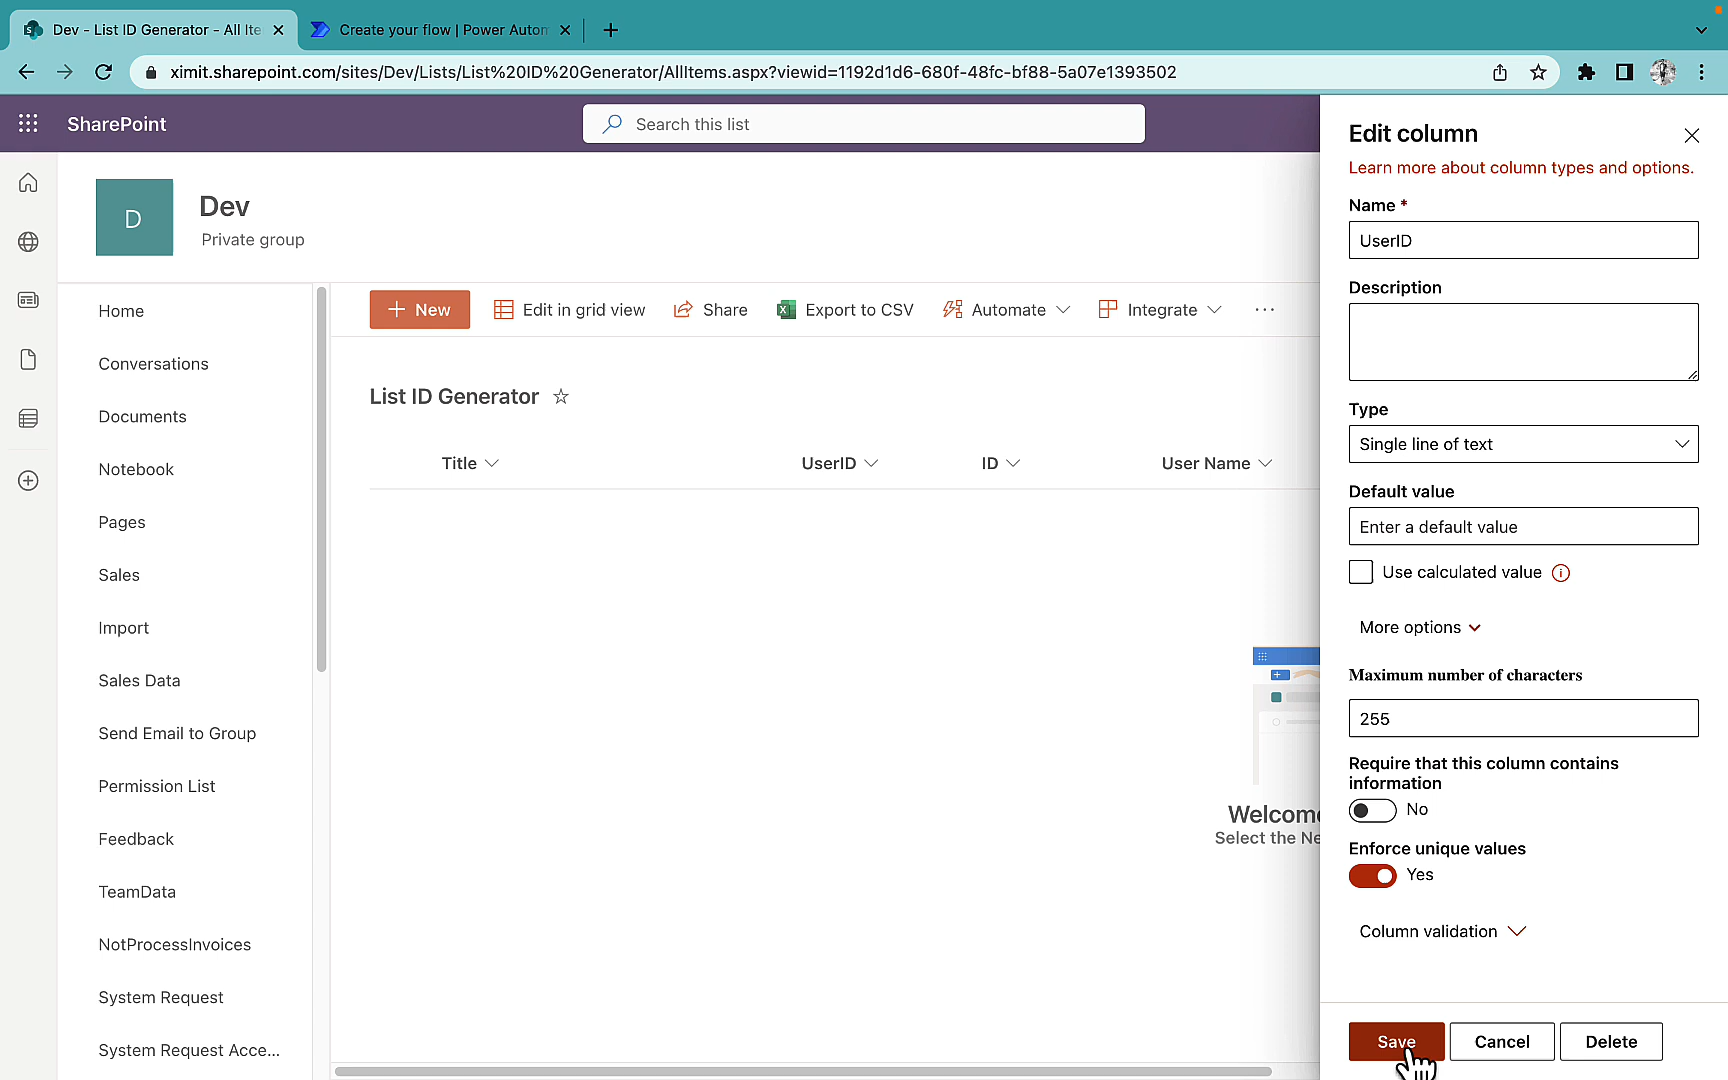 Dev - List ID Generator - All Ite
Create your flow | Power Autom
ximit.sharepoint.com/sites/Dev/Lists/List%20ID%20Generator/AllItems.aspx?viewid=1192d1d6-680f-48fc-bf88-5a07e1393502
SharePoint
Search this list
D
Dev
Private group
Home
Conversations
Documents
Notebook
Pages
Sales
Import
Sales Data
Send Email to Group
Permission List
Feedback
TeamData
NotProcessInvoices
System Request
System Request Acce...
New
Edit in grid view
Share
Export to CSV
Automate
Integrate
List ID Generator
Title
UserID
ID
User Name
Welcome
Select the Ne
Edit column
Learn more about column types and options.
Name *
UserID
Description
Type
Single line of text
Default value
Enter a default value
Use calculated value
More options
Maximum number of characters
255
Require that this column contains
information
No
Enforce unique values
Yes
Column validation
Save
Cancel
Delete